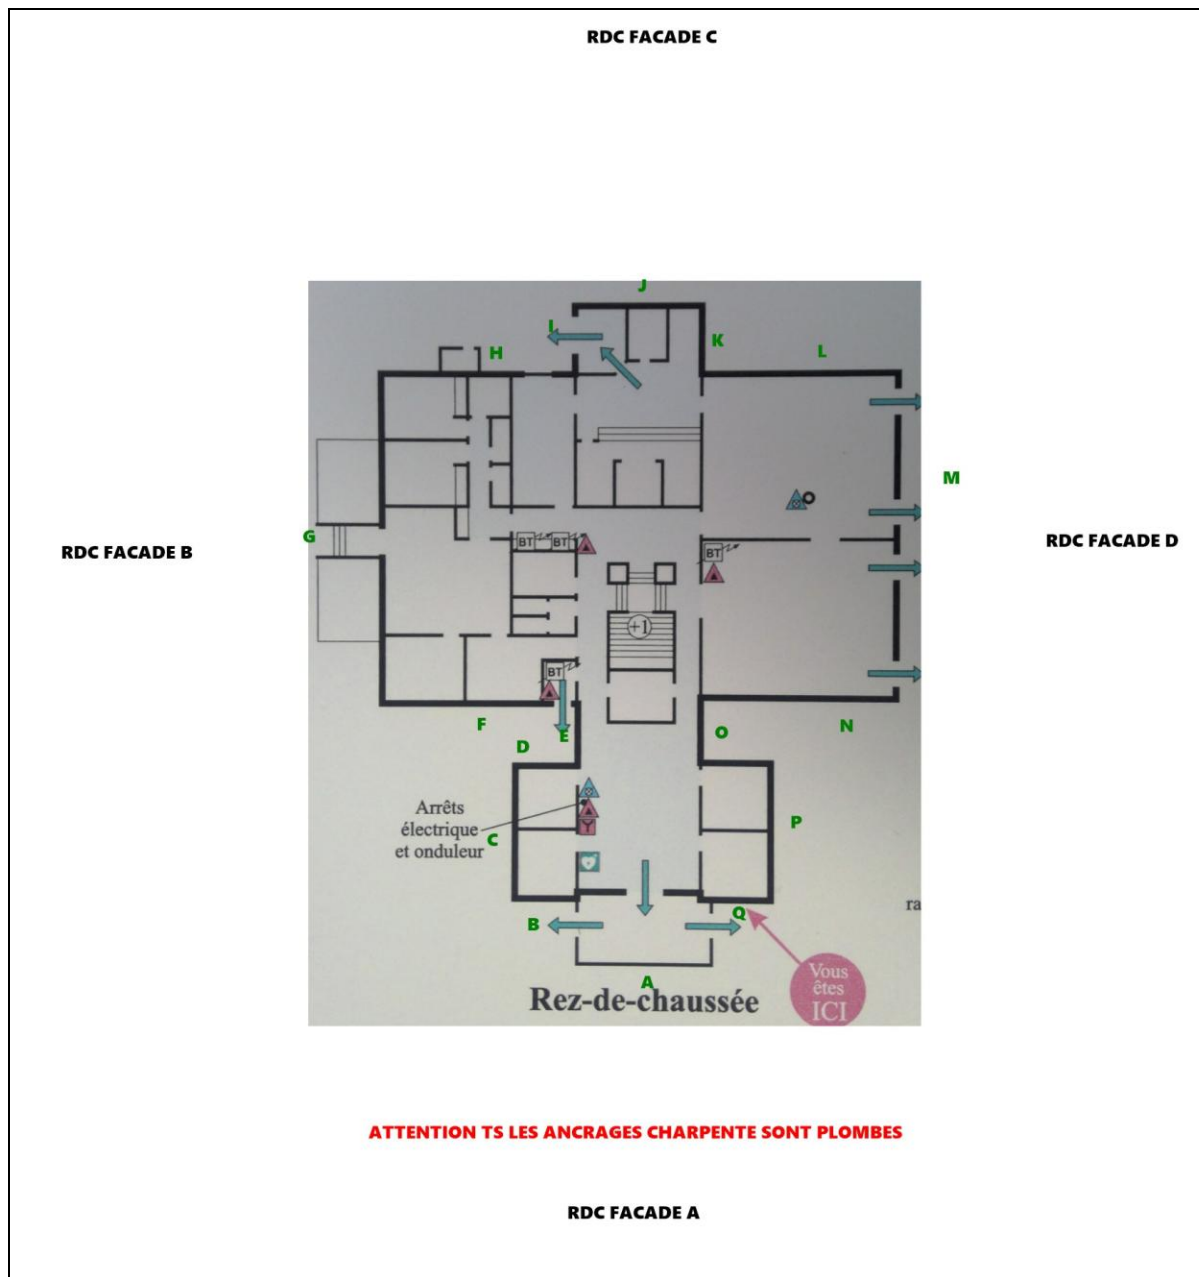 RDC FACADE C
J
I
K
H
L
M
G
RDC FACADE B
RDC FACADE D
BT
BT
BT
+1
BT
F
D
E
O
N
Arrêts
électrique
et onduleur
C
P
ra
B
Q
A
Vous
êtes
ICI
Rez-de-chaussée
ATTENTION TS LES ANCRAGES CHARPENTE SONT PLOMBES
RDC FACADE A